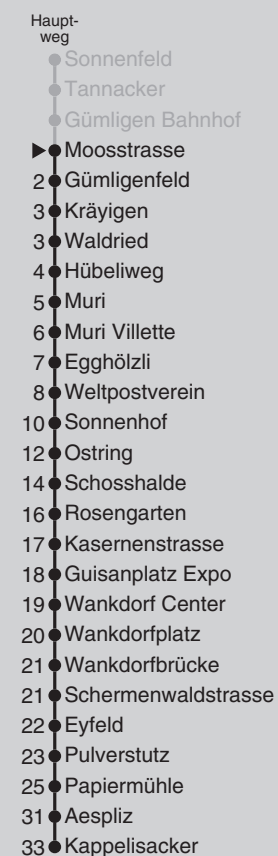 Haupt-
weg
Sonnenfeld
Tannacker
Gümligen Bahnhof
Moosstrasse
2 Gümligenfeld
3 Kräyigen
3 Waldried
4 Hübeliweg
5 Muri
6 Muri Villette
7 Egghölzli
8 Weltpostverein
10 Sonnenhof
12 Ostring
14 Schosshalde
16 Rosengarten
17 Kasernenstrasse
18 Guisanplatz Expo
19 Wankdorf Center
20 Wankdorfplatz
21 Wankdorfbrücke
21 Schermenwaldstrasse
22 Eyfeld
23 Pulverstutz
25 Papiermühle
31 Aespliz
33 Kappelisacker